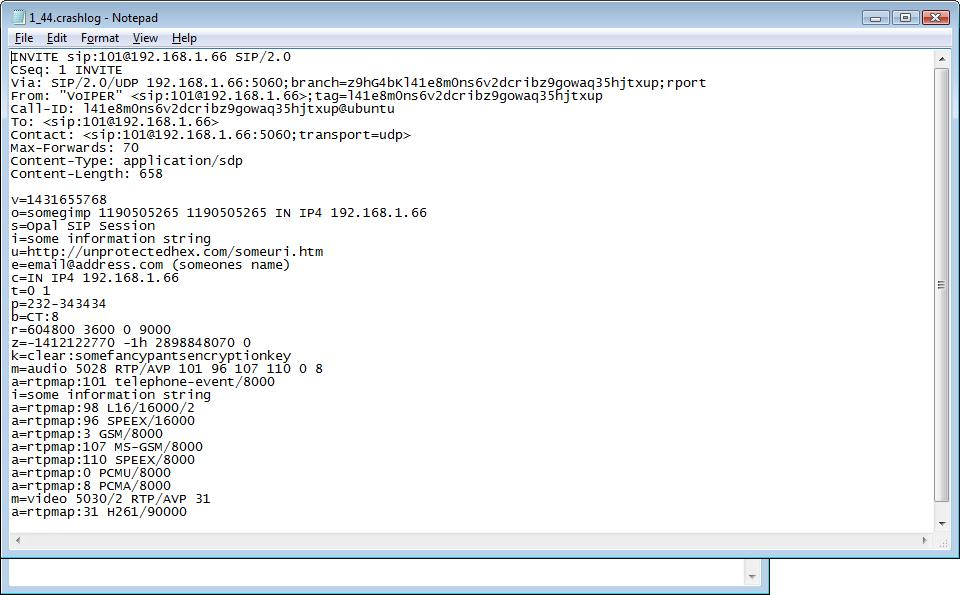 1_44.crashlog - Notepad
File Edit Format View Help
INVITE sip:101@192.168.1.66 SIP/2.0
CSeq: 1 INVITE
Via: SIP/2.0/UDP 192.168.1.66:5060;branch=z9hG4bKl41e8m0ns6v2dcribz9gowaq35hjtxup;rport
From: "VoIPER" <sip:101@192.168.1.66>;tag=l41e8m0ns6v2dcribz9gowaq35hjtxup
Call-ID: l41e8m0ns6v2dcribz9gowaq35hjtxup@ubuntu
To: <sip:101@192.168.1.66>
Contact: <sip:101@192.168.1.66:5060;transport=udp>
Max-Forwards: 70
Content-Type: application/sdp
Content-Length: 658

v=1431655768
o=somegimp 1190505265 1190505265 IN IP4 192.168.1.66
s=Opal SIP Session
i=some information string
u=http://unprotectedhex.com/someuri.htm
e=email@address.com (someones name)
c=IN IP4 192.168.1.66
t=0 1
p=232-343434
b=CT:8
r=604800 3600 0 9000
z=-1412122770 -1h 2898848070 0
k=clear:somefancypantsencryptionkey
m=audio 5028 RTP/AVP 101 96 107 110 0 8
a=rtpmap:101 telephone-event/8000
i=some information string
a=rtpmap:98 L16/16000/2
a=rtpmap:96 SPEEX/16000
a=rtpmap:3 GSM/8000
a=rtpmap:107 MS-GSM/8000
a=rtpmap:110 SPEEX/8000
a=rtpmap:0 PCMU/8000
a=rtpmap:8 PCMA/8000
m=video 5030/2 RTP/AVP 31
a=rtpmap:31 H261/90000